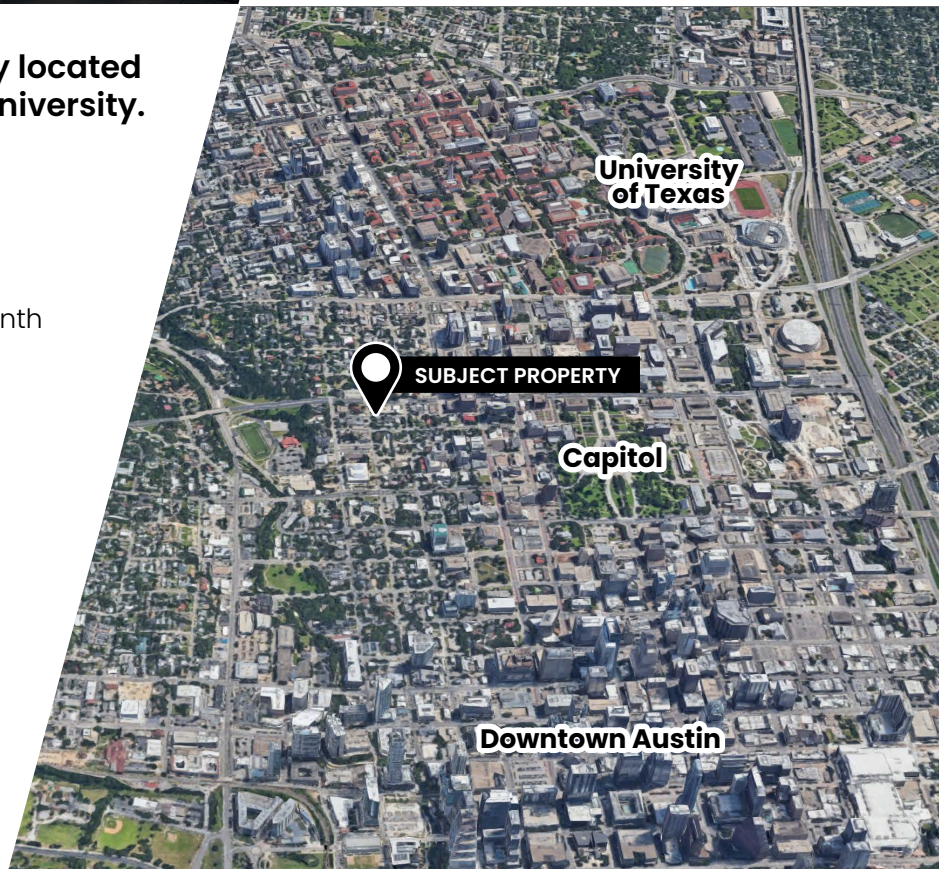 y located
niversity.
nth
University
of Texas
SUBJECT PROPERTY
Capitol
Downtown Austin